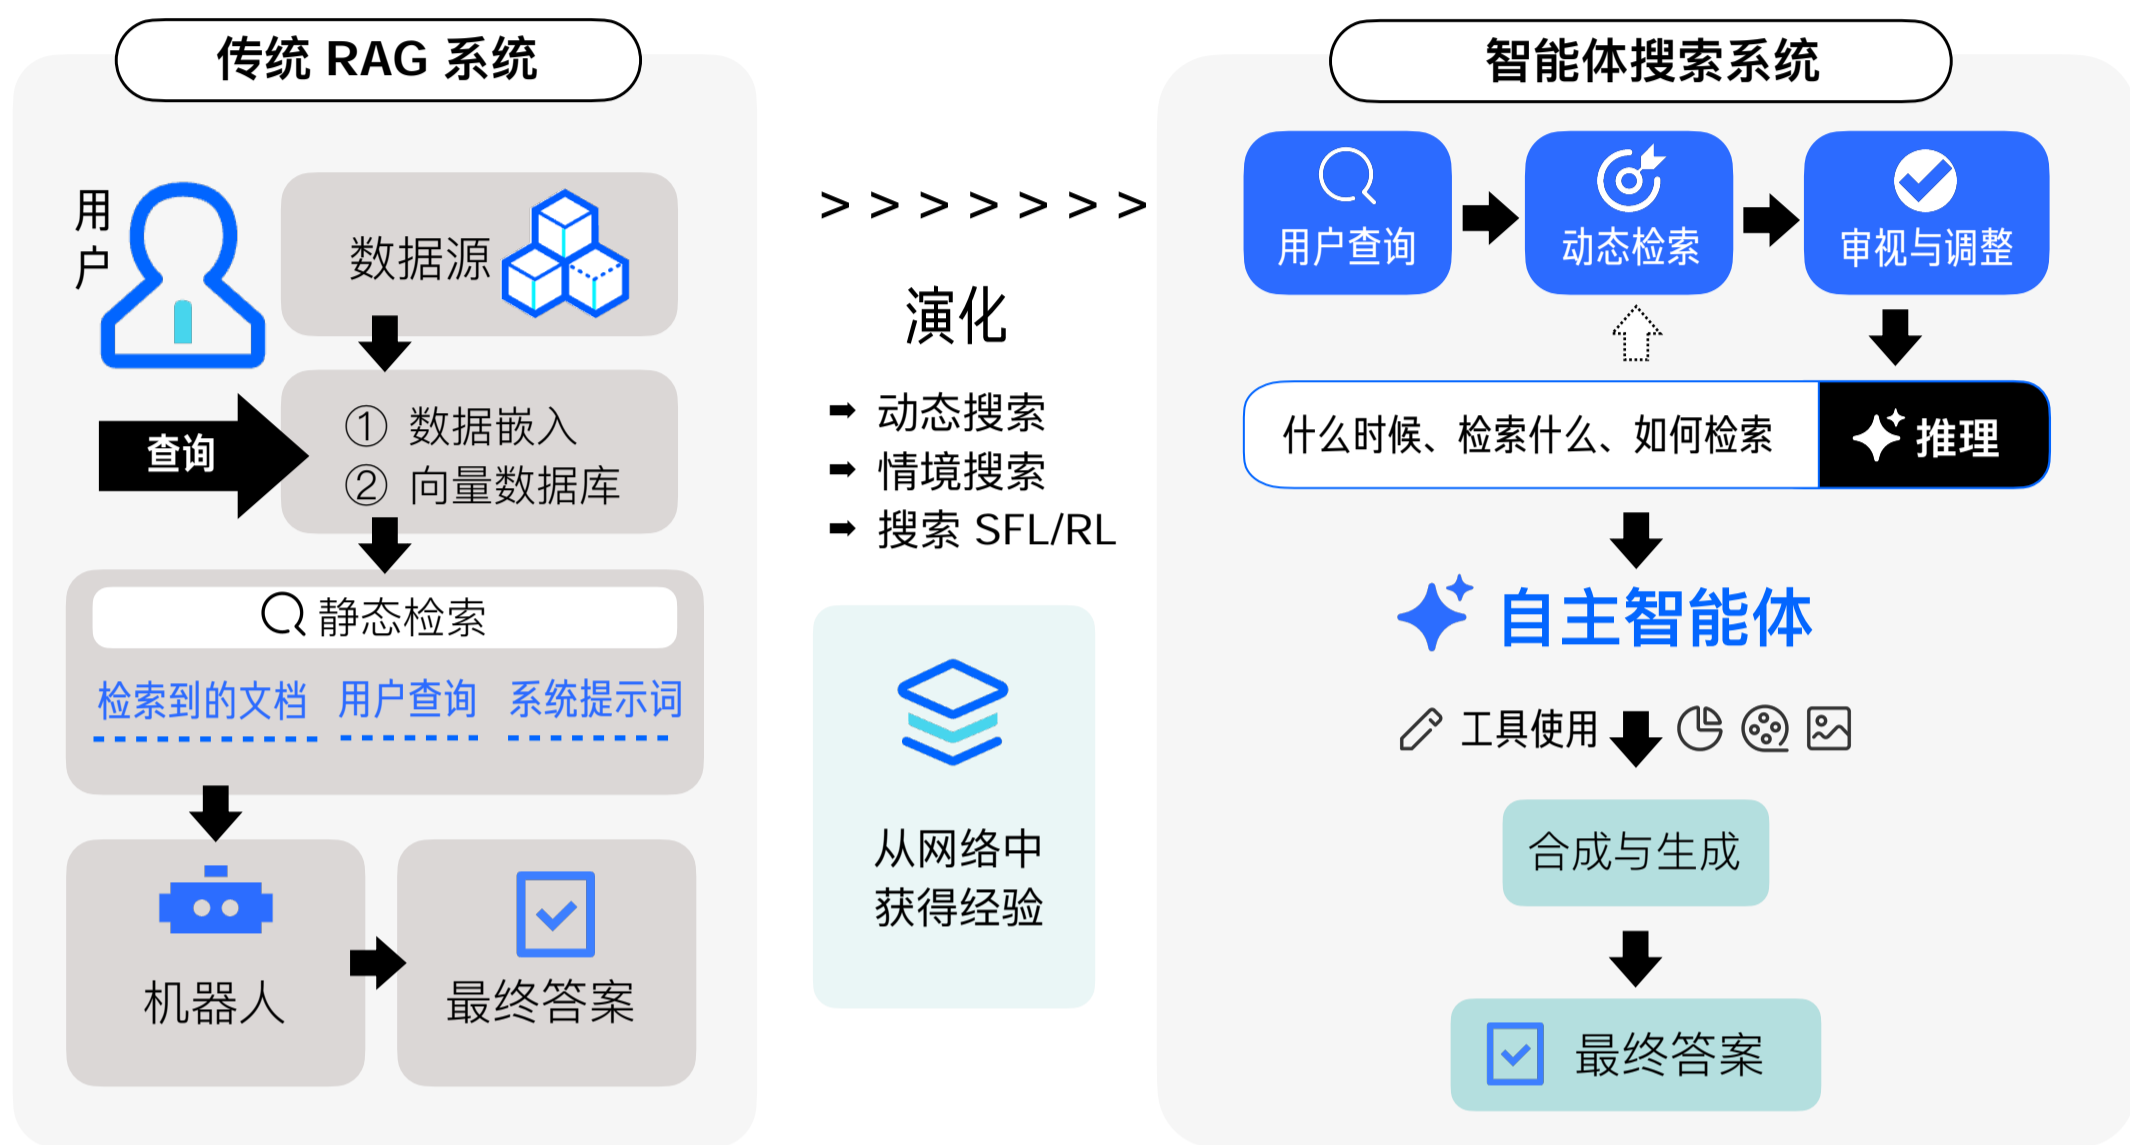 传统 RAG 系统
用户
数据源
查询
① 数据嵌入
② 向量数据库
静态检索
检索到的文档 用户查询 系统提示词
机器人
最终答案
> > > > > > >
演化
➡ 动态搜索
➡ 情境搜索
➡ 搜索 SFL/RL
从网络中
获得经验
智能体搜索系统
用户查询
动态检索
审视与调整
什么时候、检索什么、如何检索
推理
自主智能体
工具使用
合成与生成
最终答案